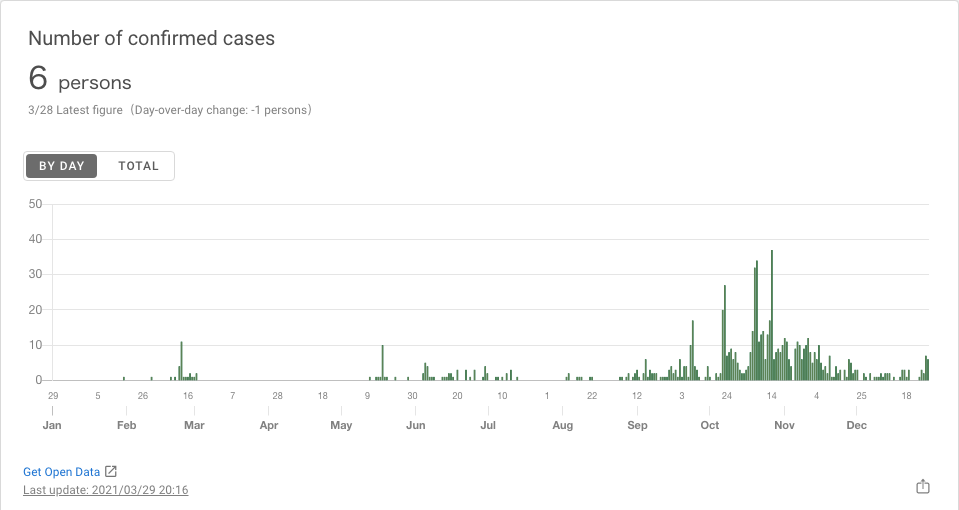 Number of confirmed cases
6 persons
3/28 Latest figure（Day-over-day change: -1 persons）
BY DAY TOTAL
50
40
30
20
10
0
29 5 26 16 7 28 18 9 30 20 10 1 22 12 3 24 14 4 25 18
Jan Feb Mar Apr May Jun Jul Aug Sep Oct Nov Dec
Get Open Data
Last update: 2021/03/29 20:16